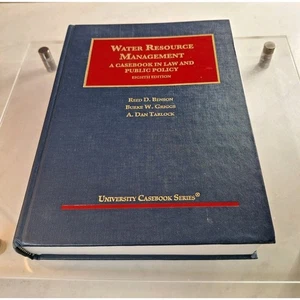 WATER RESOURCE
MANAGEMENT
A CASEBOOK IN LAW AND
PUBLIC POLICY
EIGHTH EDITION
REED D. BENSON
BURKE W. GRIGGS
A. DAN TARLOCK
UNIVERSITY CASEBOOK SERIES®